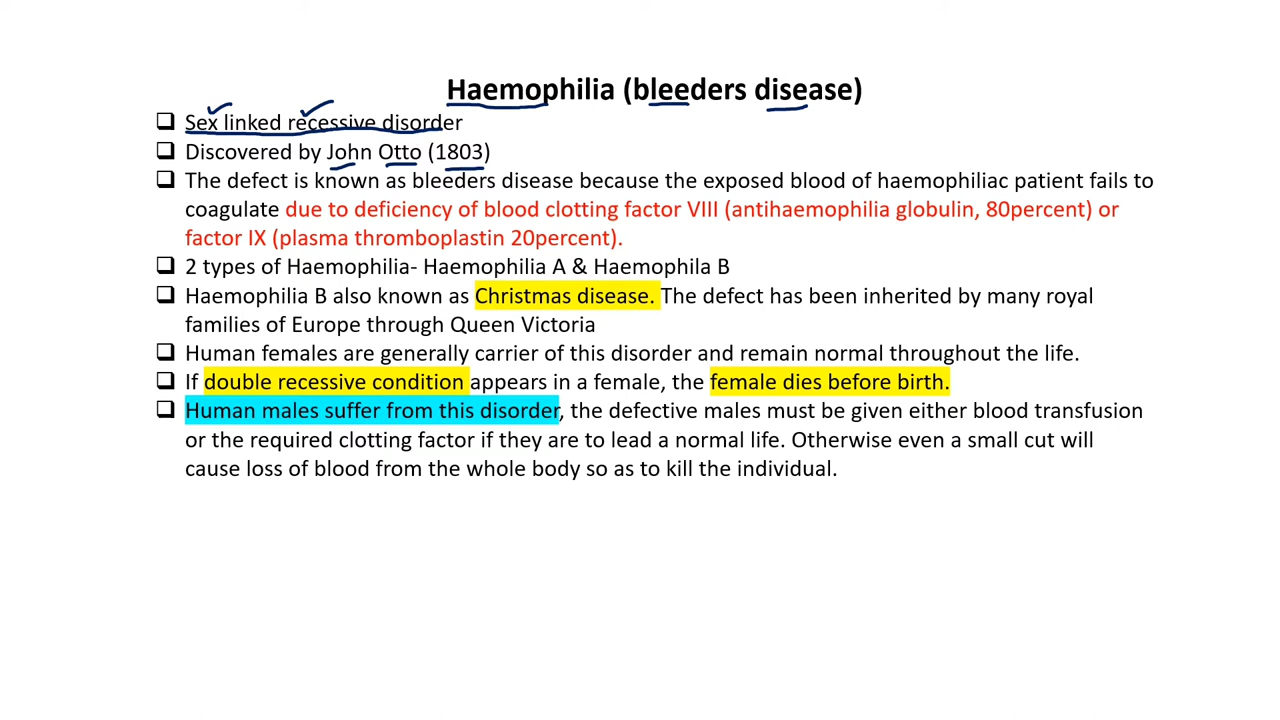 Haemophilia (bleeders disease)
❑ Sex linked recessive disorder
❑ Discovered by John Otto (1803)
❑ The defect is known as bleeders disease because the exposed blood of haemophiliac patient fails to
coagulate due to deficiency of blood clotting factor VIII (antihaemophilia globulin, 80percent) or
factor IX (plasma thromboplastin 20percent).
❑ 2 types of Haemophilia- Haemophilia A & Haemophila B
❑ Haemophilia B also known as Christmas disease. The defect has been inherited by many royal
families of Europe through Queen Victoria
❑ Human females are generally carrier of this disorder and remain normal throughout the life.
❑ If double recessive condition appears in a female, the female dies before birth.
❑ Human males suffer from this disorder, the defective males must be given either blood transfusion
or the required clotting factor if they are to lead a normal life. Otherwise even a small cut will
cause loss of blood from the whole body so as to kill the individual.